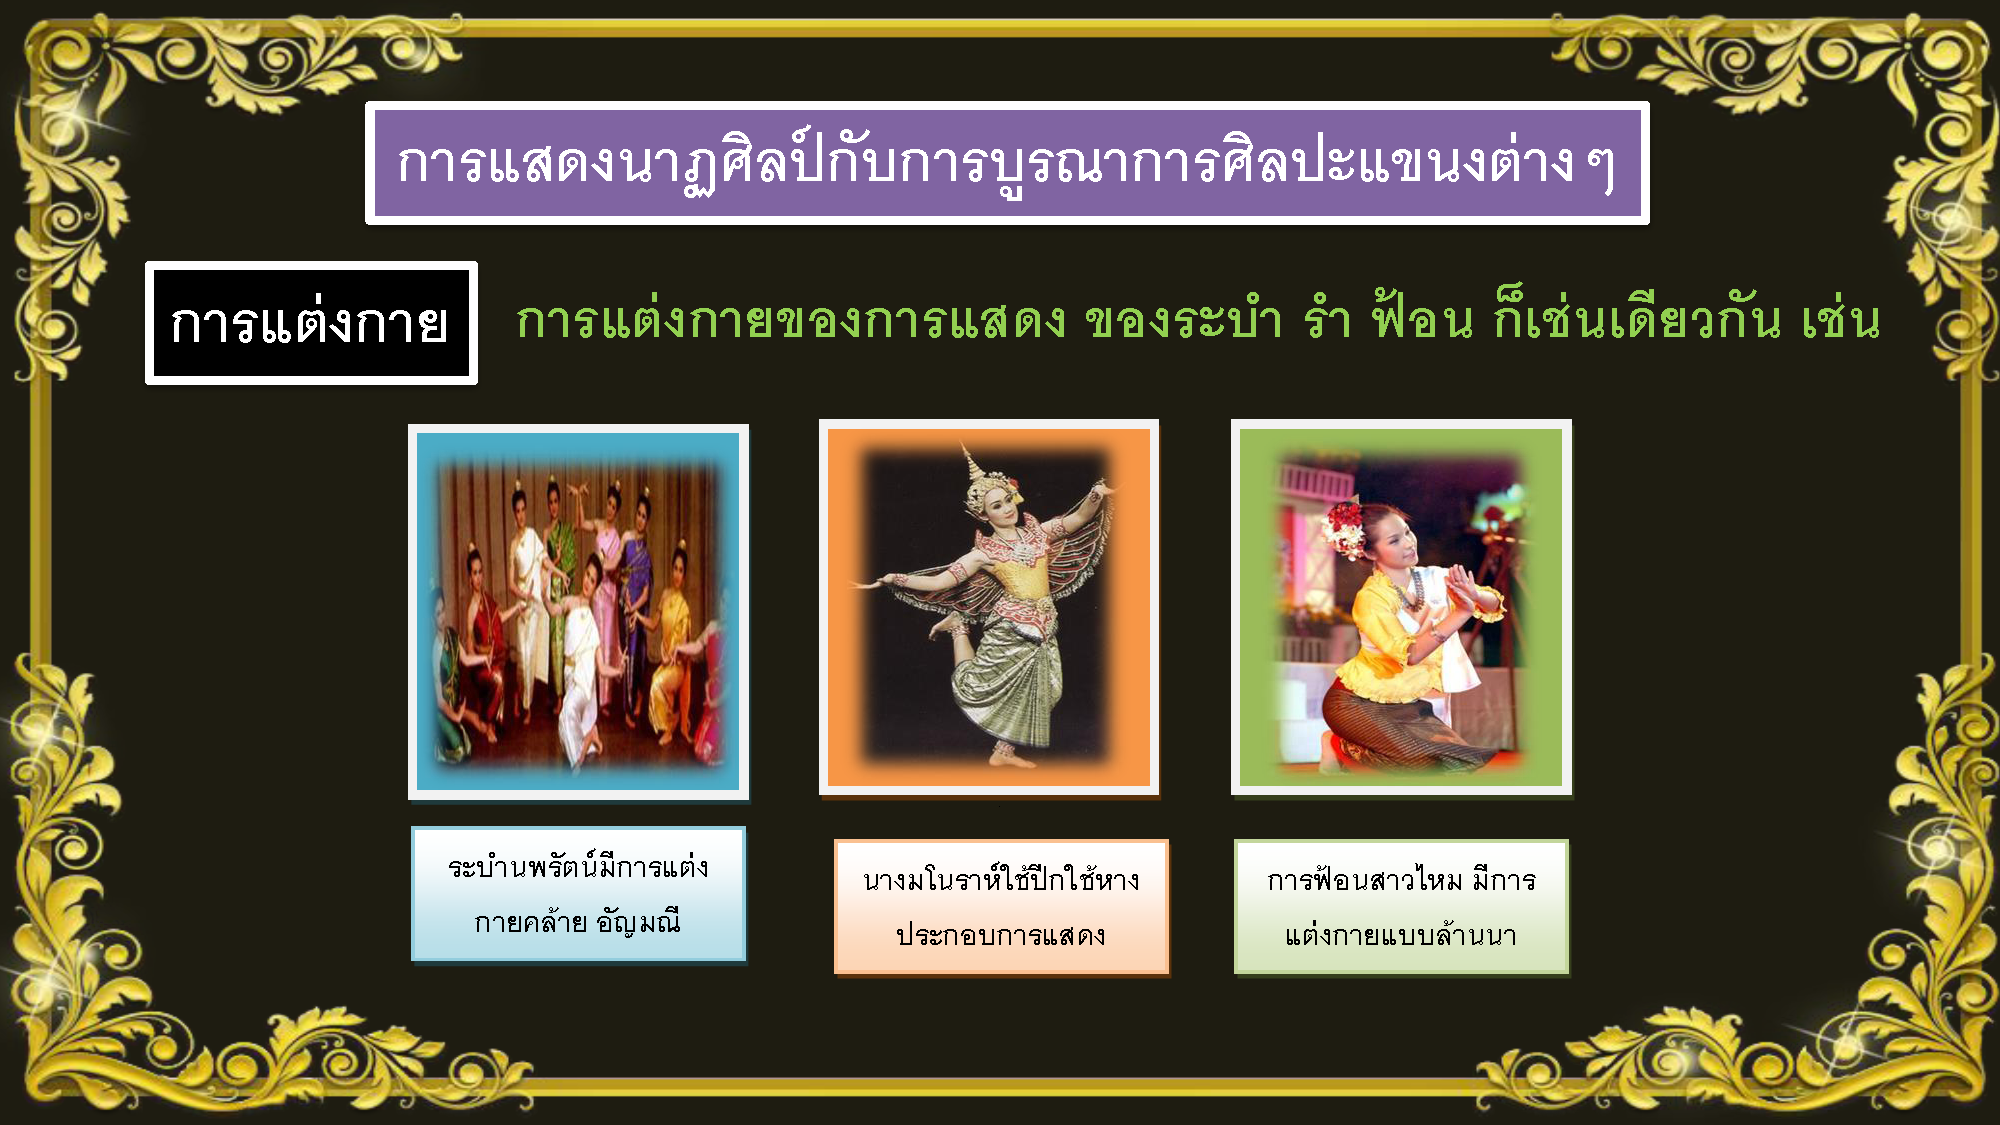 การแสดงนาฏศิลป์กับการบูรณาการศิลปะแขนงต่าง ๆ
การแต่งกาย
การแต่งกายของการแสดง ของระบำ รำ ฟ้อน ก็เช่นเดียวกัน เช่น
ระบำนพรัตน์มีการแต่ง
กายคล้าย อัญมณี
นางมโนราห์ใช้ปีกใช้หาง
ประกอบการแสดง
การฟ้อนสาวไหม มีการ
แต่งกายแบบล้านนา